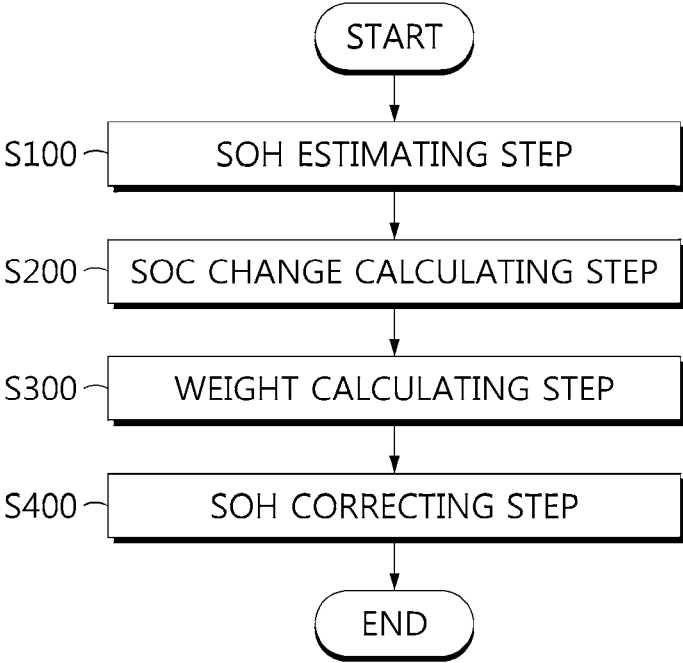 START
S100 SOH ESTIMATING STEP
S200 SOC CHANGE CALCULATING STEP
S300 WEIGHT CALCULATING STEP
S400 SOH CORRECTING STEP
END